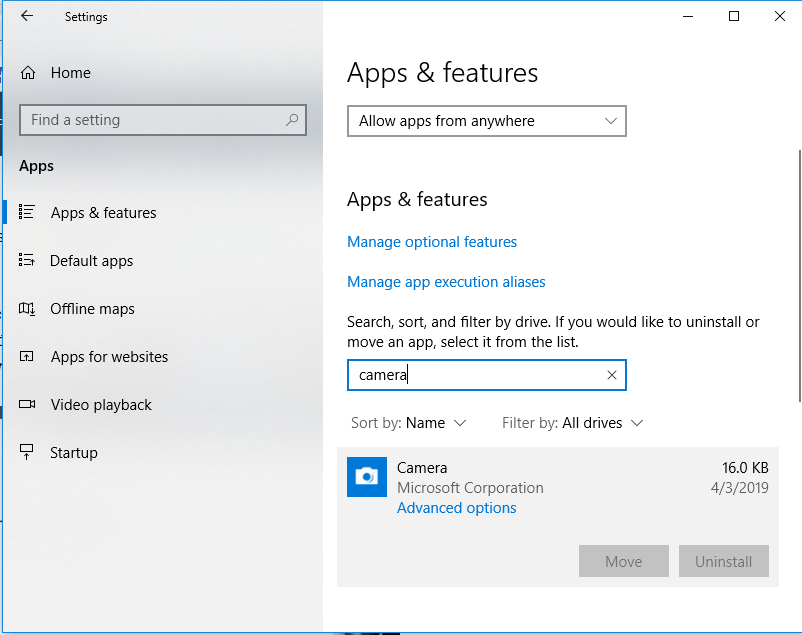 Settings
Home
Find a setting
Apps
Apps & features
Default apps
Offline maps
Apps for websites
Video playback
Startup
Apps & features
Allow apps from anywhere
Apps & features
Manage optional features
Manage app execution aliases
Search, sort, and filter by drive. If you would like to uninstall or
move an app, select it from the list.
camera
Sort by: Name Filter by: All drives
Camera 16.0 KB
Microsoft Corporation 4/3/2019
Advanced options
Move Uninstall